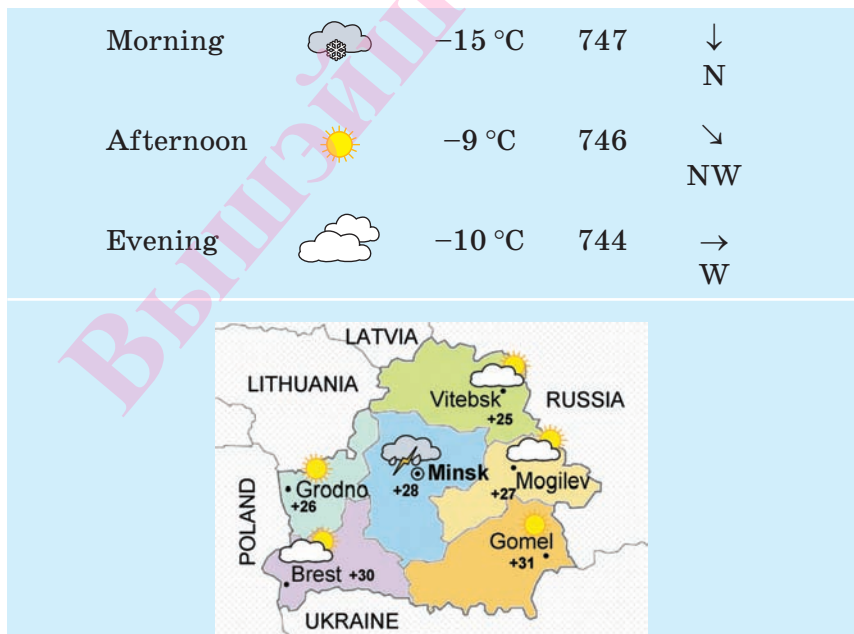 Morning −15 °C 747 ↓
N
Afternoon −9 °C 746 ↘
NW
Evening −10 °C 744 →
W
LATVIA
LITHUANIA
Vitebsk
+25
RUSSIA
Minsk
+28
Mogilev
+27
Grodno
+26
POLAND
Gomel
+31
Brest +30
UKRAINE
Вышэйш